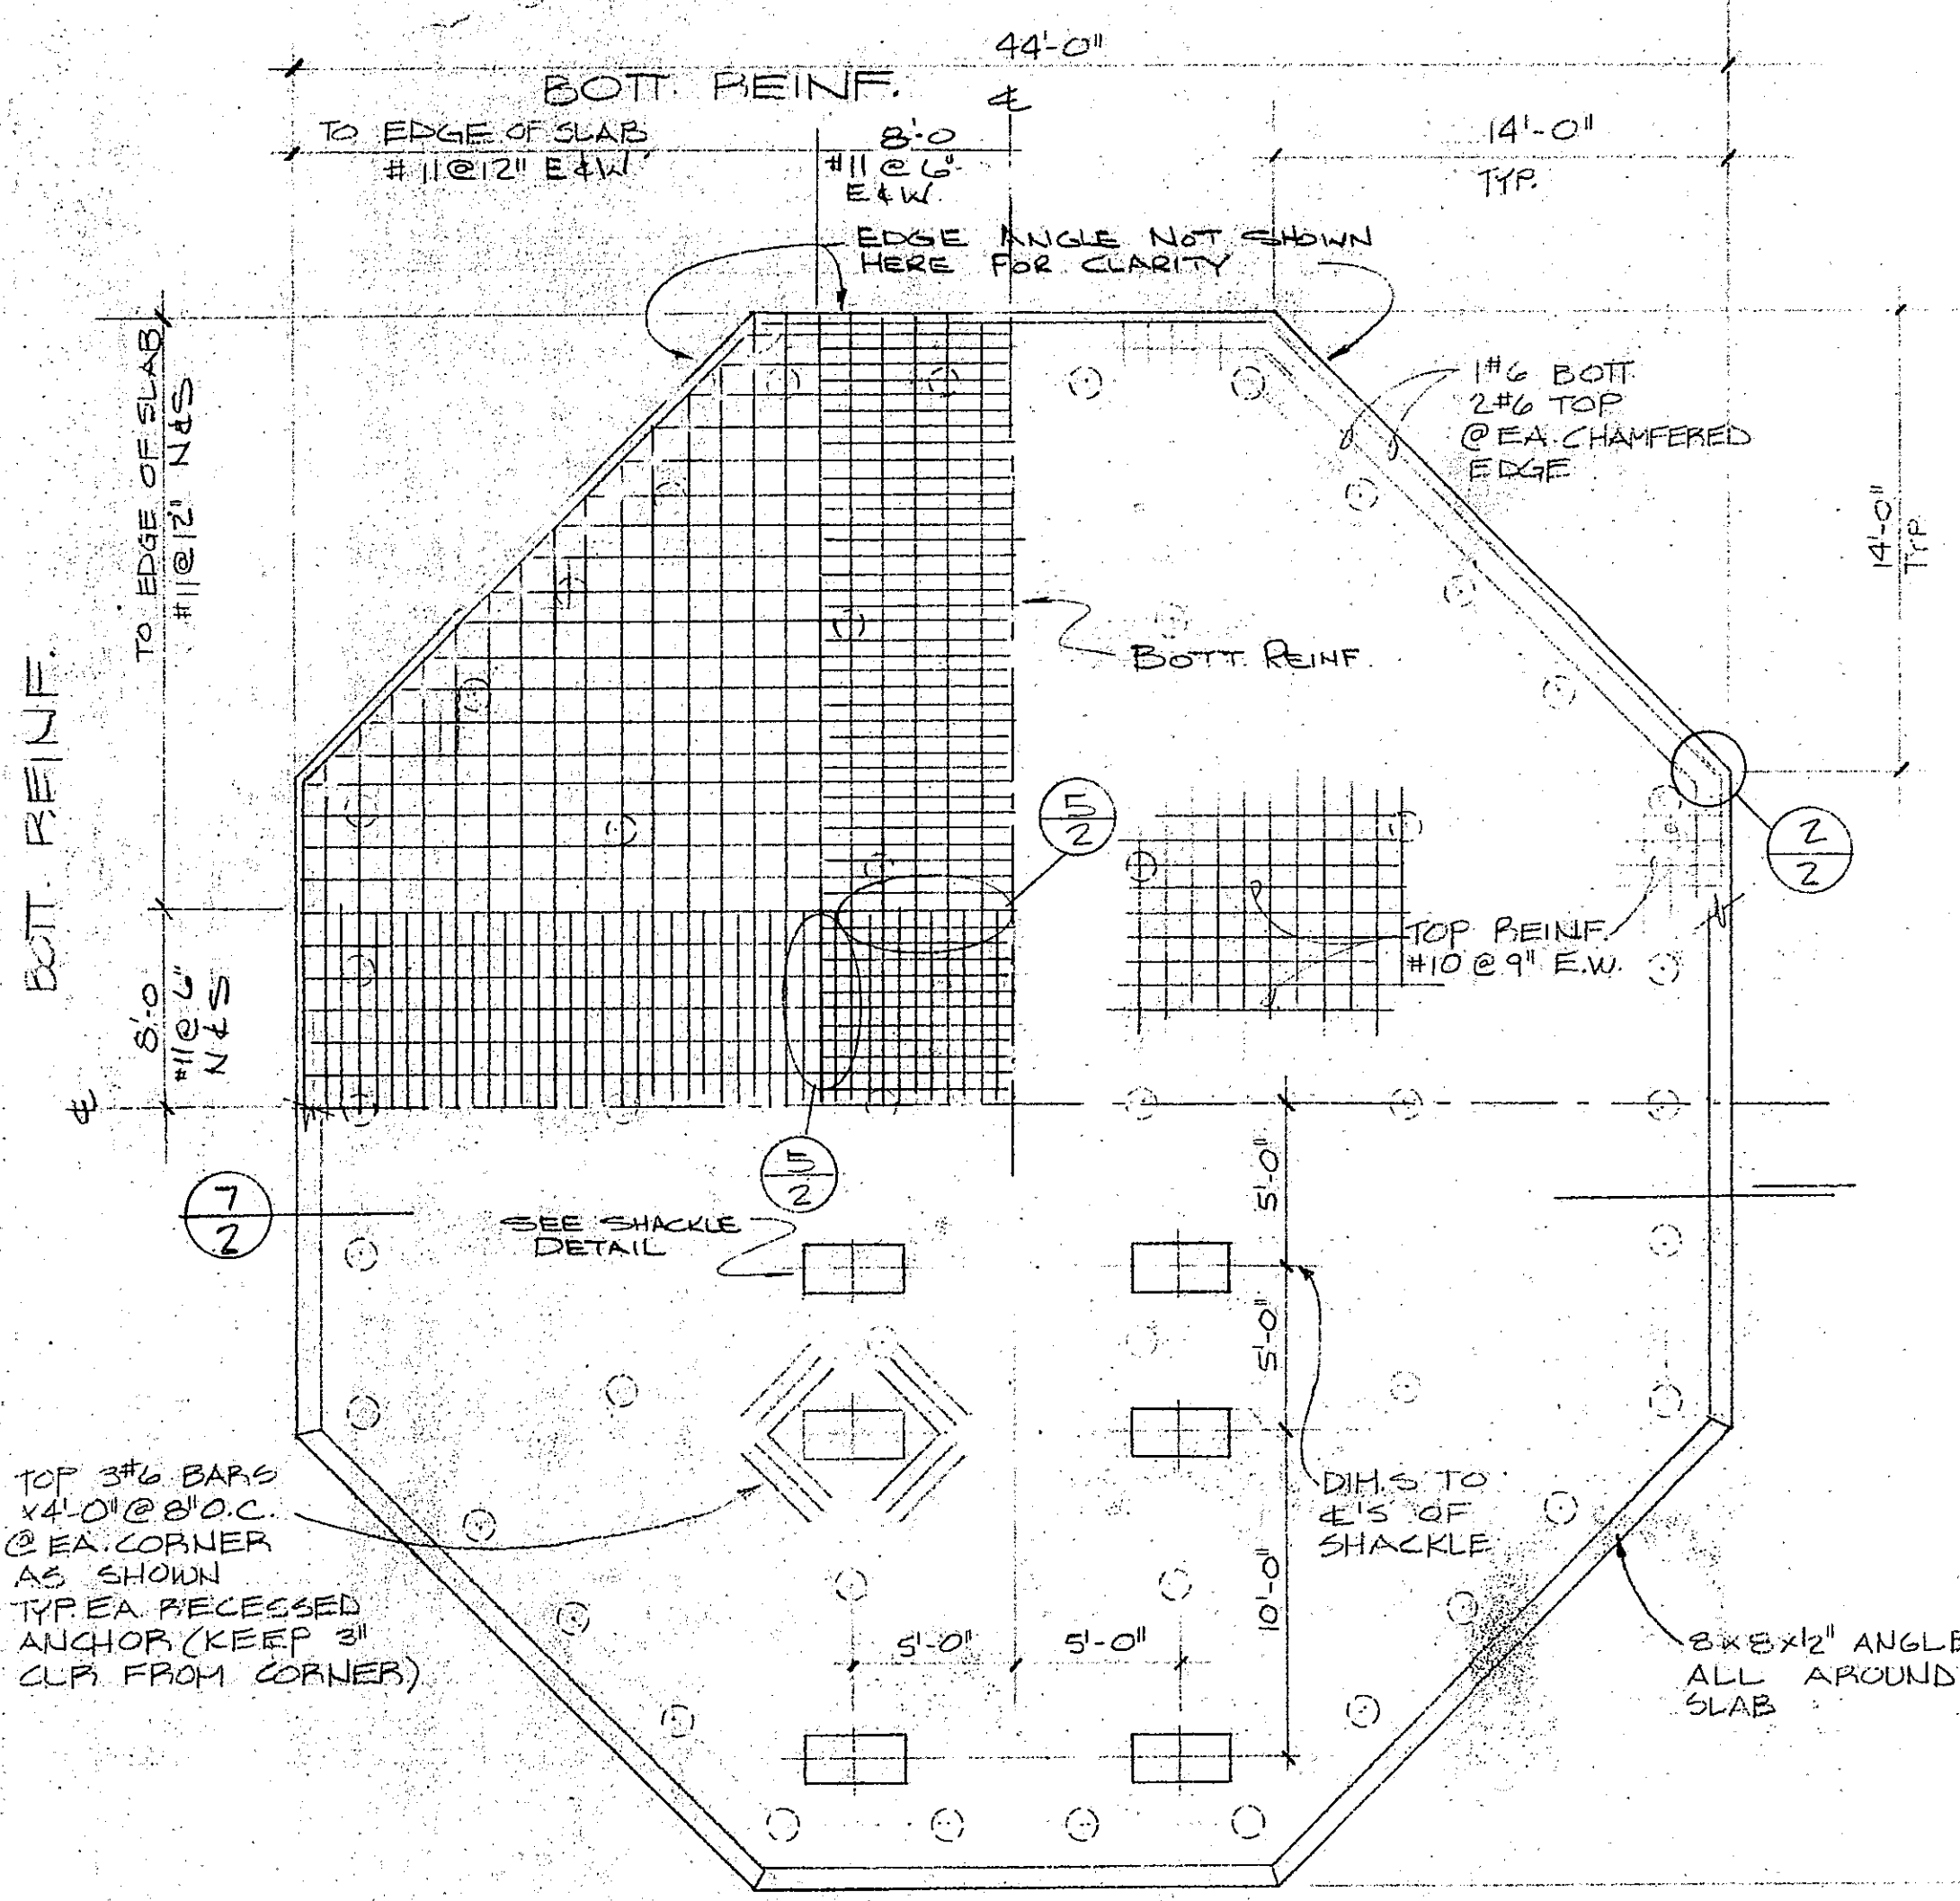 44'-0"
BOTT. REINF.
℄
TO EDGE OF SLAB
#11@12" E&W
8'-0
#11@6"
E&W.
14'-0"
TYP.
EDGE ANGLE NOT SHOWN
HERE FOR CLARITY
TO EDGE OF SLAB
#11@12" N&S
1#6 BOTT.
2#6 TOP
@ EA. CHAMFERED
EDGE
14'-0"
TYP.
BOTT. REINF.
BOTT. REINF.
5
2
2
2
TOP REINF.
#10@9" E.W.
8'-0
#11@6"
N&S
℄
5
2
7
2
SEE SHACKLE
DETAIL
5'-0"
5'-0"
10'-0"
TOP 3#6 BARS
x4'-0"@8"O.C.
@ EA. CORNER
AS SHOWN
TYP. EA. RECESSED
ANCHOR (KEEP 3"
CLR FROM CORNER)
DIM.S TO
℄'S OF
SHACKLE
5'-0"
5'-0"
8x8x1/2" ANGLE
ALL AROUND
SLAB